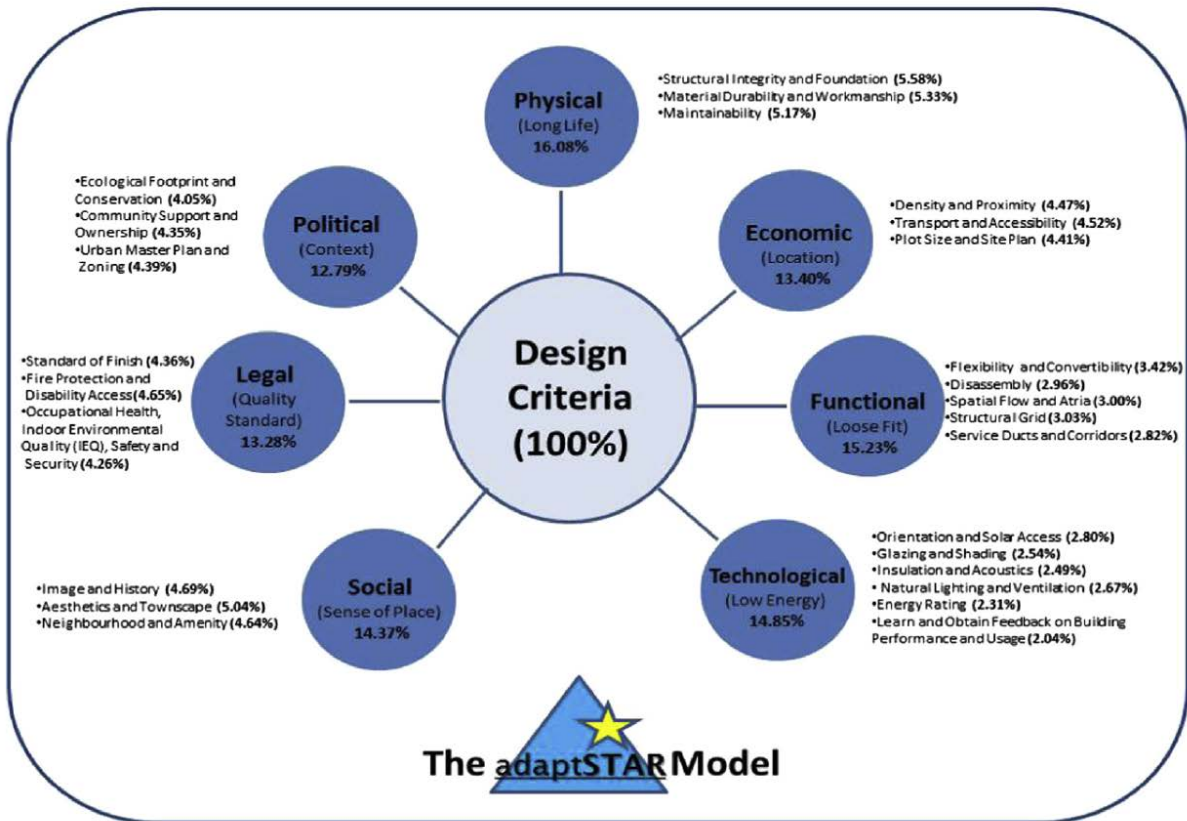 Physical
(Long Life)
16.08%
•Structural Integrity and Foundation (5.58%)
•Material Durability and Workmanship (5.33%)
•Maintainability (5.17%)
Economic
(Location)
13.40%
•Density and Proximity (4.47%)
•Transport and Accessibility (4.52%)
•Plot Size and Site Plan (4.41%)
Functional
(Loose Fit)
15.23%
•Flexibility and Convertibility (3.42%)
•Disassembly (2.96%)
•Spatial Flow and Atria (3.00%)
•Structural Grid (3.03%)
•Service Ducts and Corridors (2.82%)
Technological
(Low Energy)
14.85%
•Orientation and Solar Access (2.80%)
•Glazing and Shading (2.54%)
•Insulation and Acoustics (2.49%)
•Natural Lighting and Ventilation (2.67%)
•Energy Rating (2.31%)
•Learn and Obtain Feedback on Building
Performance and Usage (2.04%)
Social
(Sense of Place)
14.37%
•Image and History (4.69%)
•Aesthetics and Townscape (5.04%)
•Neighbourhood and Amenity (4.64%)
Legal
(Quality
Standard)
13.28%
•Standard of Finish (4.36%)
•Fire Protection and
Disability Access (4.65%)
•Occupational Health,
Indoor Environmental
Quality (IEQ), Safety and
Security (4.26%)
Political
(Context)
12.79%
•Ecological Footprint and
Conservation (4.05%)
•Community Support and
Ownership (4.35%)
•Urban Master Plan and
Zoning (4.39%)
Design
Criteria
(100%)
The adaptSTAR Model